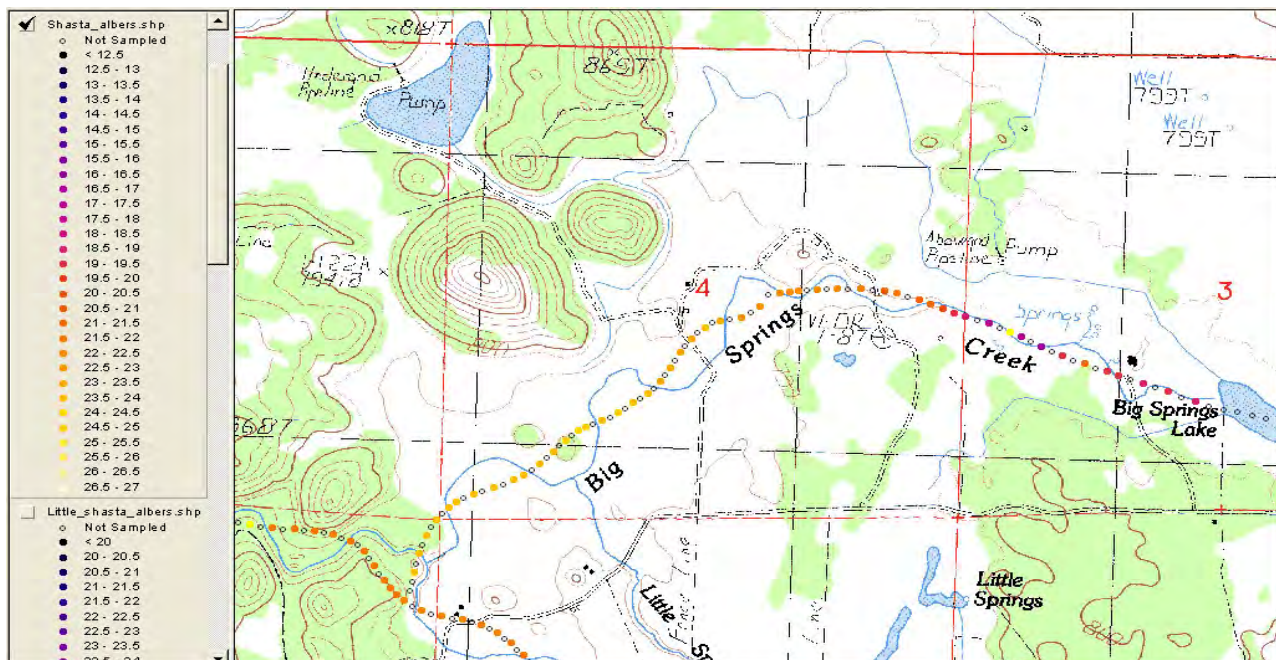 Shasta_albers.shp
Not Sampled
< 12.5
12.5 - 13
13 - 13.5
13.5 - 14
14 - 14.5
14.5 - 15
15 - 15.5
15.5 - 16
16 - 16.5
16.5 - 17
17 - 17.5
17.5 - 18
18 - 18.5
18.5 - 19
19 - 19.5
19.5 - 20
20 - 20.5
20.5 - 21
21 - 21.5
21.5 - 22
22 - 22.5
22.5 - 23
23 - 23.5
23.5 - 24
24 - 24.5
24.5 - 25
25 - 25.5
25.5 - 26
26 - 26.5
26.5 - 27
Little_shasta_albers.shp
Not Sampled
< 20
20 - 20.5
20.5 - 21
21 - 21.5
21.5 - 22
22 - 22.5
22.5 - 23
23 - 23.5
x818T
869T
Pipeline
Pump
Well
799T
Well
799T
Pipeline
Pump
4
3
Springs
Springs
Creek
Big Springs
Lake
Big
Little
Little
Springs